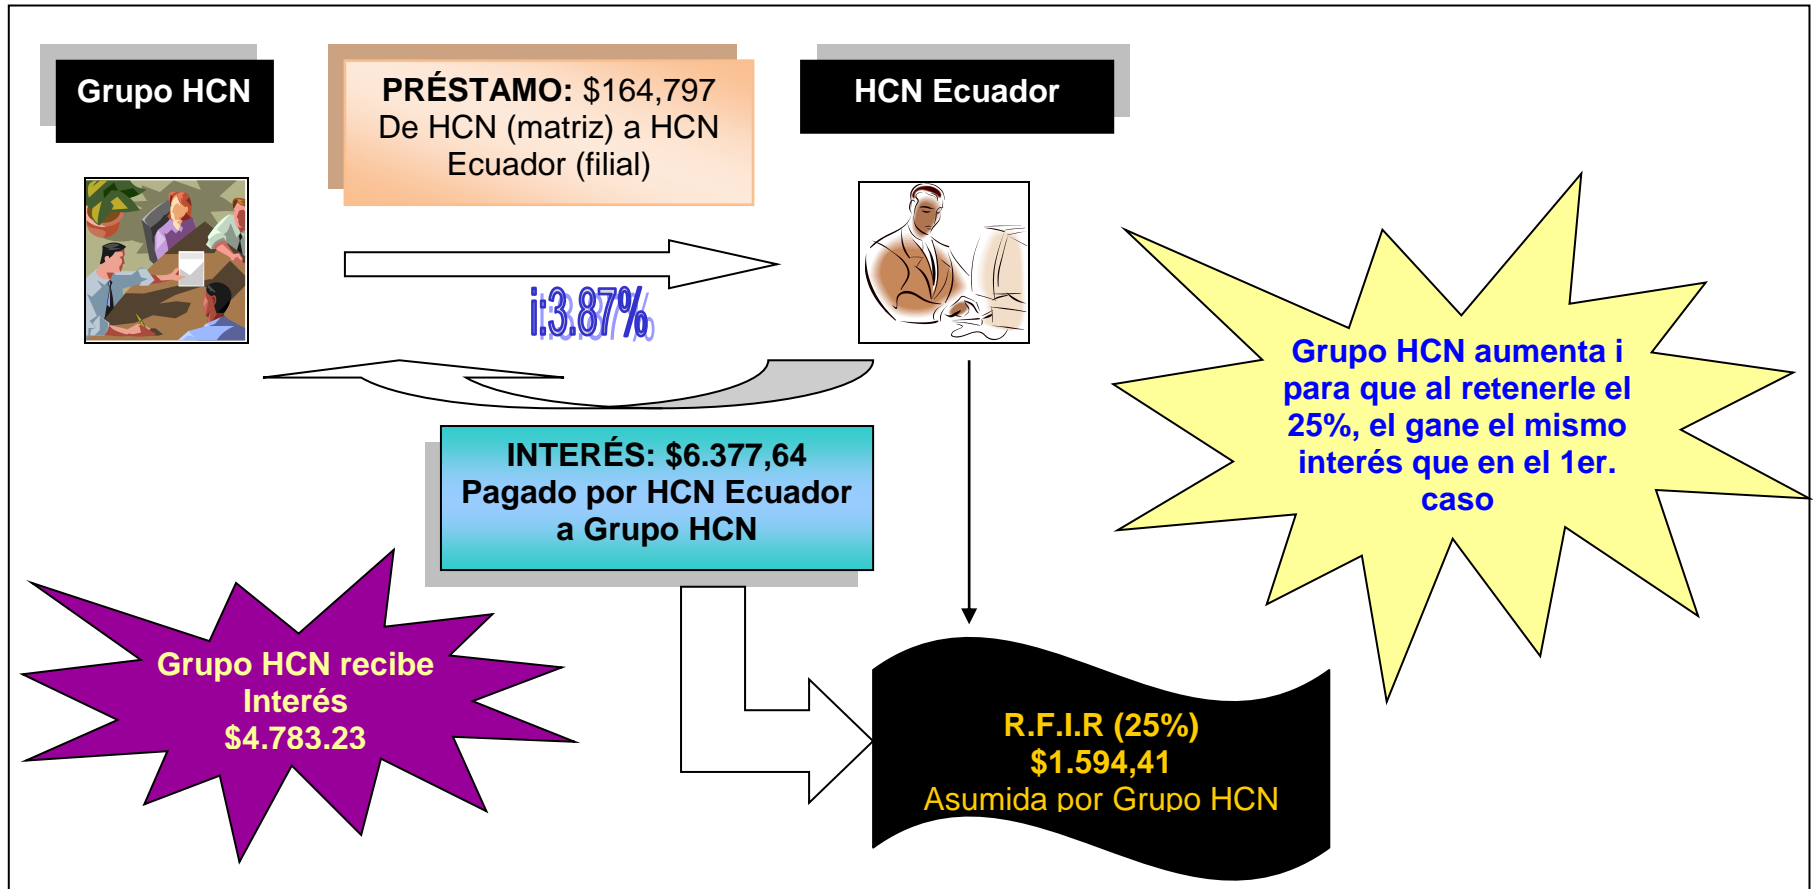 Grupo HCN
PRÉSTAMO: $164,797
De HCN (matriz) a HCN
Ecuador (filial)
HCN Ecuador
i:3.87%
Grupo HCN aumenta i
para que al retenerle el
25%, el gane el mismo
interés que en el 1er.
caso
INTERÉS: $6.377,64
Pagado por HCN Ecuador
a Grupo HCN
Grupo HCN recibe
Interés
$4.783.23
R.F.I.R (25%)
$1.594,41
Asumida por Grupo HCN